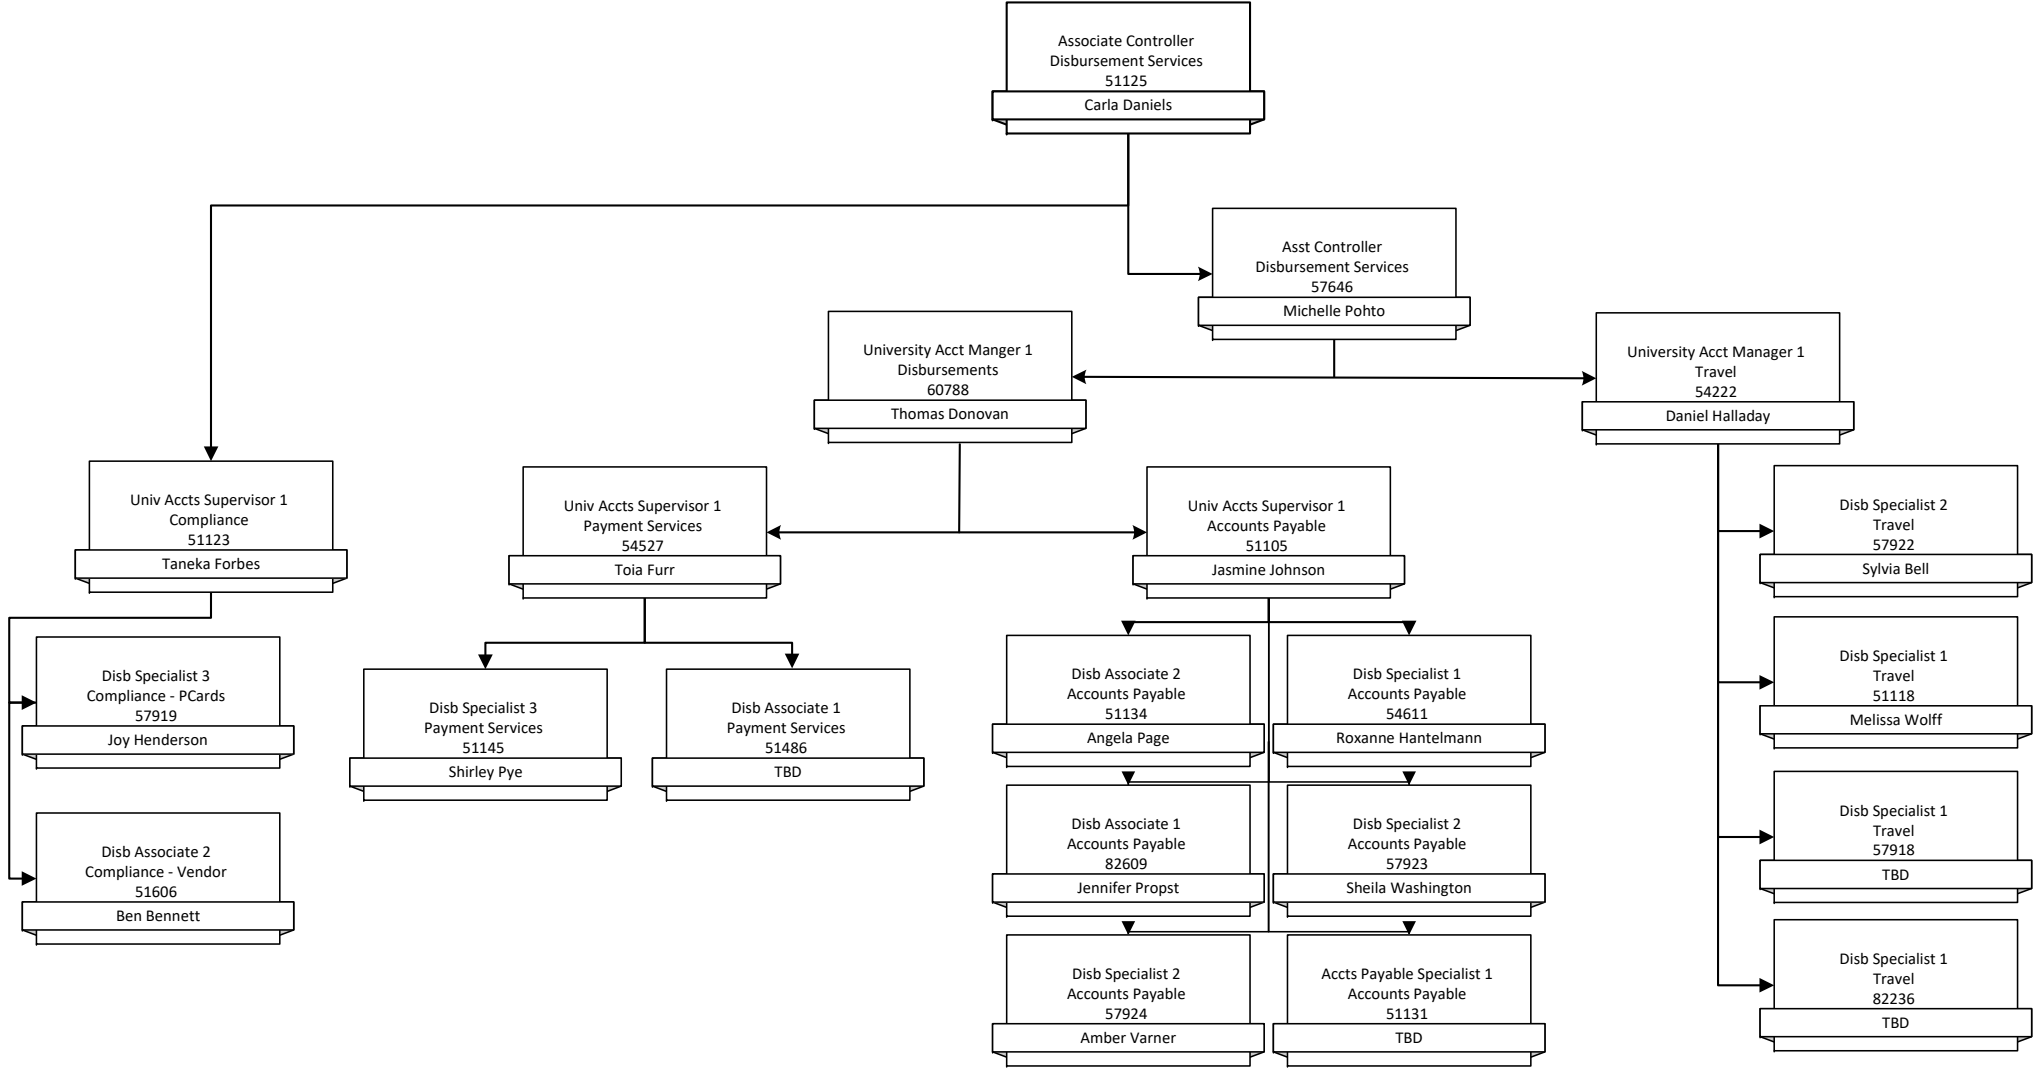 Associate Controller
Disbursement Services
51125
Carla Daniels
Asst Controller
Disbursement Services
57646
Michelle Pohto
University Acct Manger 1
Disbursements
60788
Thomas Donovan
University Acct Manager 1
Travel
54222
Daniel Halladay
Univ Accts Supervisor 1
Compliance
51123
Taneka Forbes
Univ Accts Supervisor 1
Payment Services
54527
Toia Furr
Univ Accts Supervisor 1
Accounts Payable
51105
Jasmine Johnson
Disb Specialist 2
Travel
57922
Sylvia Bell
Disb Specialist 3
Compliance - PCards
57919
Joy Henderson
Disb Specialist 3
Payment Services
51145
Shirley Pye
Disb Associate 1
Payment Services
51486
TBD
Disb Associate 2
Accounts Payable
51134
Angela Page
Disb Specialist 1
Accounts Payable
54611
Roxanne Hantelmann
Disb Specialist 1
Travel
51118
Melissa Wolff
Disb Associate 2
Compliance - Vendor
51606
Ben Bennett
Disb Associate 1
Accounts Payable
82609
Jennifer Propst
Disb Specialist 2
Accounts Payable
57923
Sheila Washington
Disb Specialist 1
Travel
57918
TBD
Disb Specialist 2
Accounts Payable
57924
Amber Varner
Accts Payable Specialist 1
Accounts Payable
51131
TBD
Disb Specialist 1
Travel
82236
TBD